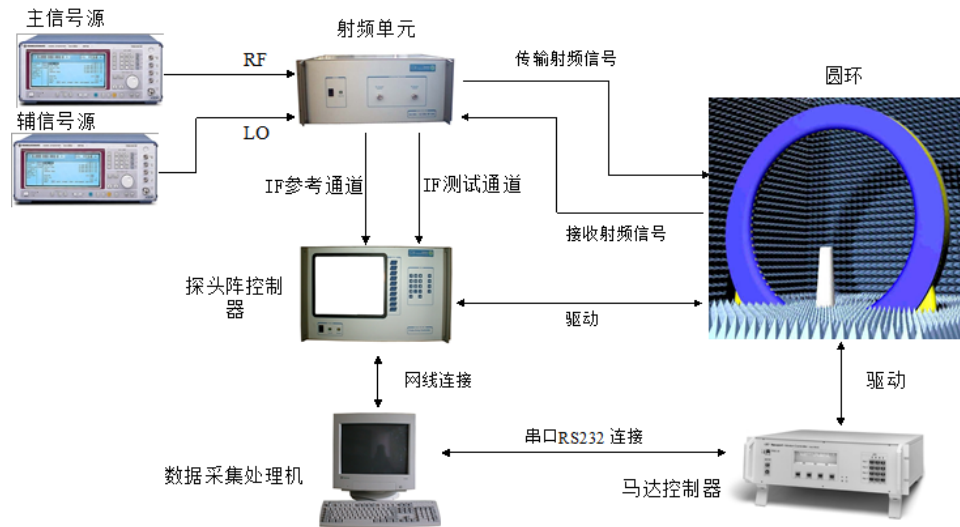 主信号源
射频单元
RF
传输射频信号
圆环
辅信号源
LO
IF参考通道
IF测试通道
接收射频信号
探头阵控制
器
驱动
网线连接
驱动
串口RS232 连接
数据采集处理机
马达控制器